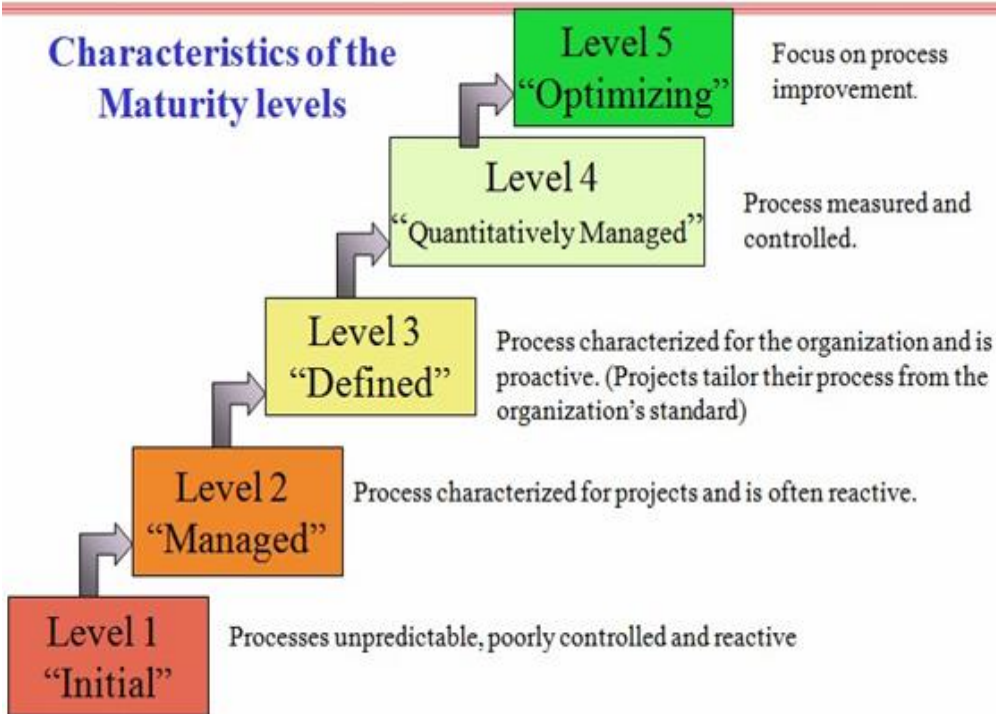 Characteristics of the
Maturity levels
Level 5
“Optimizing”
Focus on process
improvement.
Level 4
“Quantitatively Managed”
Process measured and
controlled.
Level 3
“Defined”
Process characterized for the organization and is
proactive. (Projects tailor their process from the
organization’s standard)
Level 2
“Managed”
Process characterized for projects and is often reactive.
Level 1
“Initial”
Processes unpredictable, poorly controlled and reactive